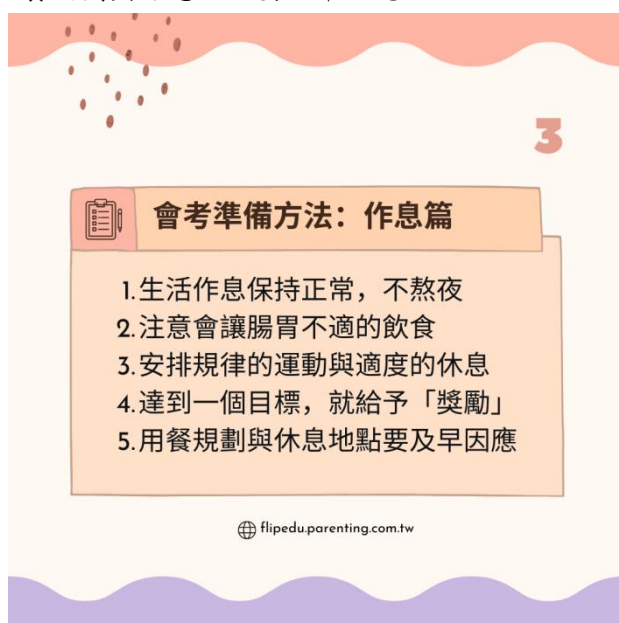 3
會考準備方法：作息篇
1.生活作息保持正常，不熬夜
2.注意會讓腸胃不適的飲食
3.安排規律的運動與適度的休息
4.達到一個目標，就給予「獎勵」
5.用餐規劃與休息地點要及早因應
flipedu.parenting.com.tw